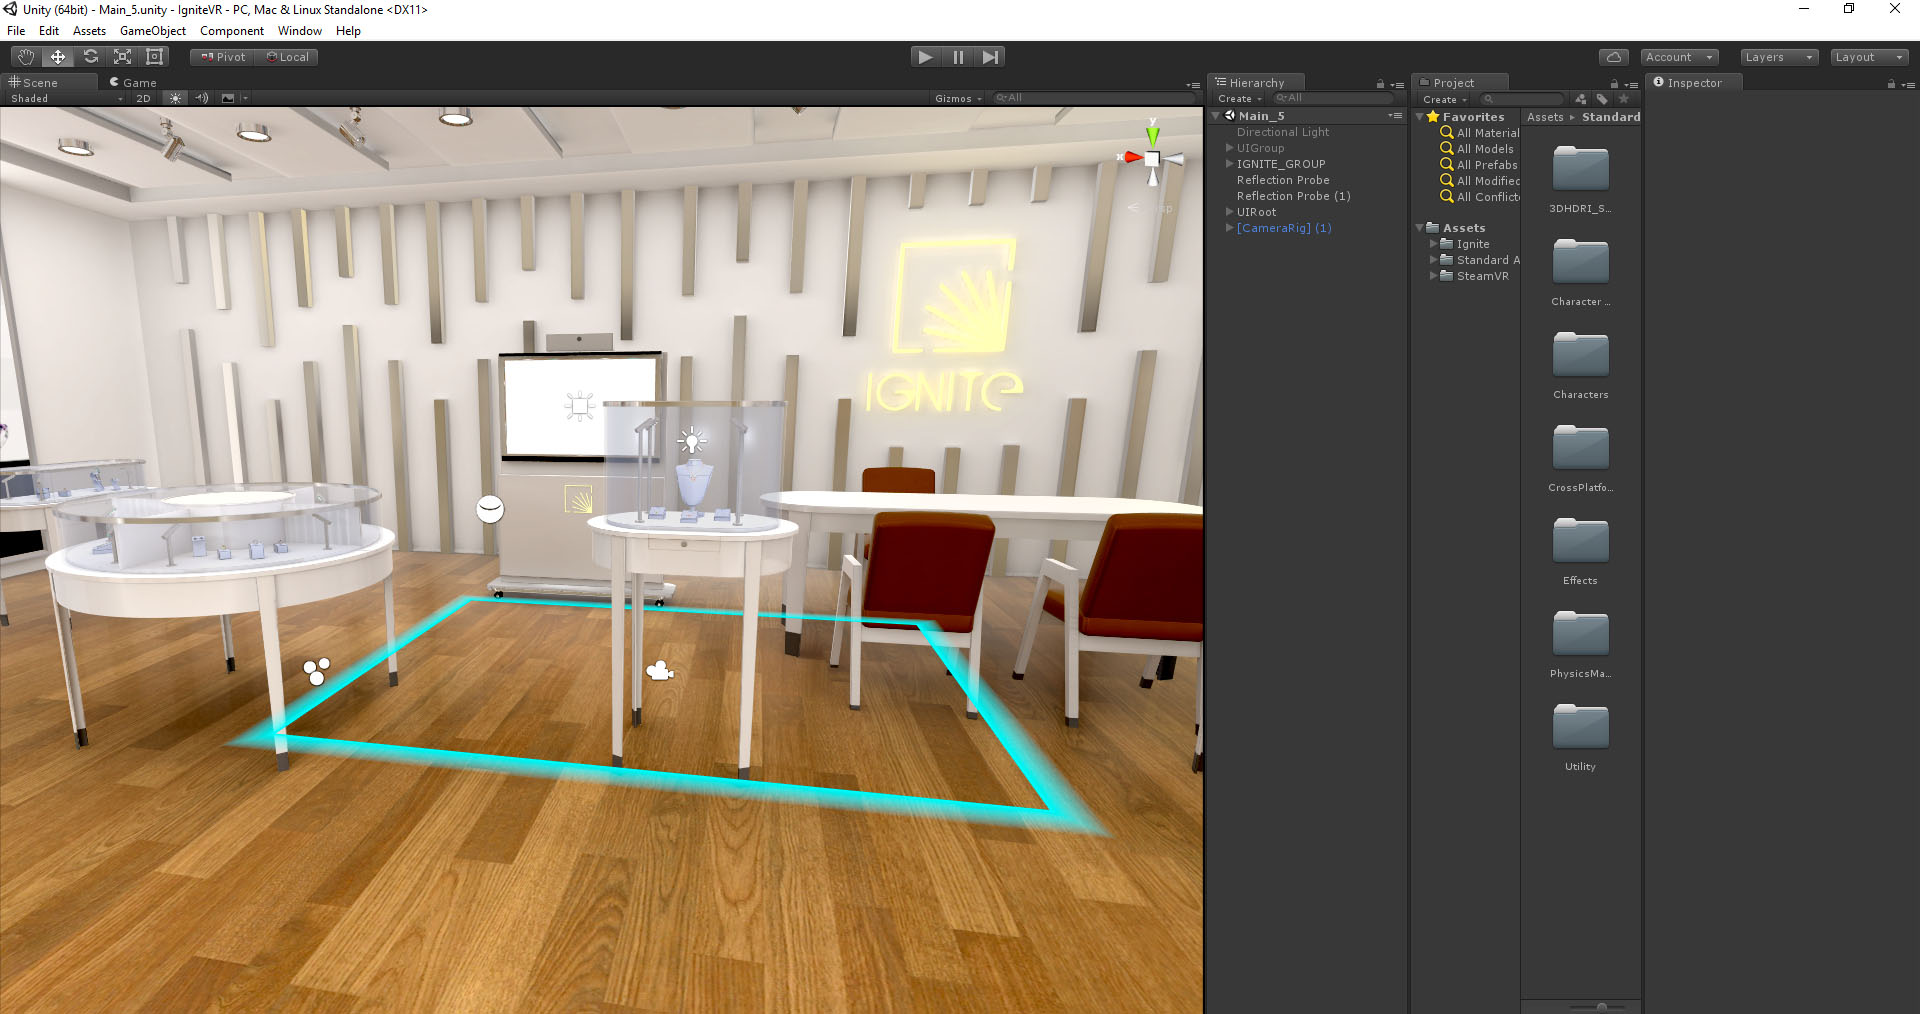 Unity (64bit) - Main_5.unity - IgniteVR - PC, Mac & Linux Standalone <DX11>
File Edit Assets GameObject Component Window Help
Pivot Local
Account Layers Layout
Scene Game
Shaded 2D Gizmos All
IGNITE
y
x
Hierarchy
Create All
Main_5
Directional Light
UIGroup
IGNITE_GROUP
Reflection Probe
Reflection Probe (1)
UIRoot
[CameraRig] (1)
Project
Create
Favorites
All Material
All Models
All Prefabs
All Modified
All Conflict
Assets
Ignite
Standard A
SteamVR
Assets Standard
3DHDRI_S...
Character ...
Characters
CrossPlatfo...
Effects
PhysicsMa...
Utility
Inspector